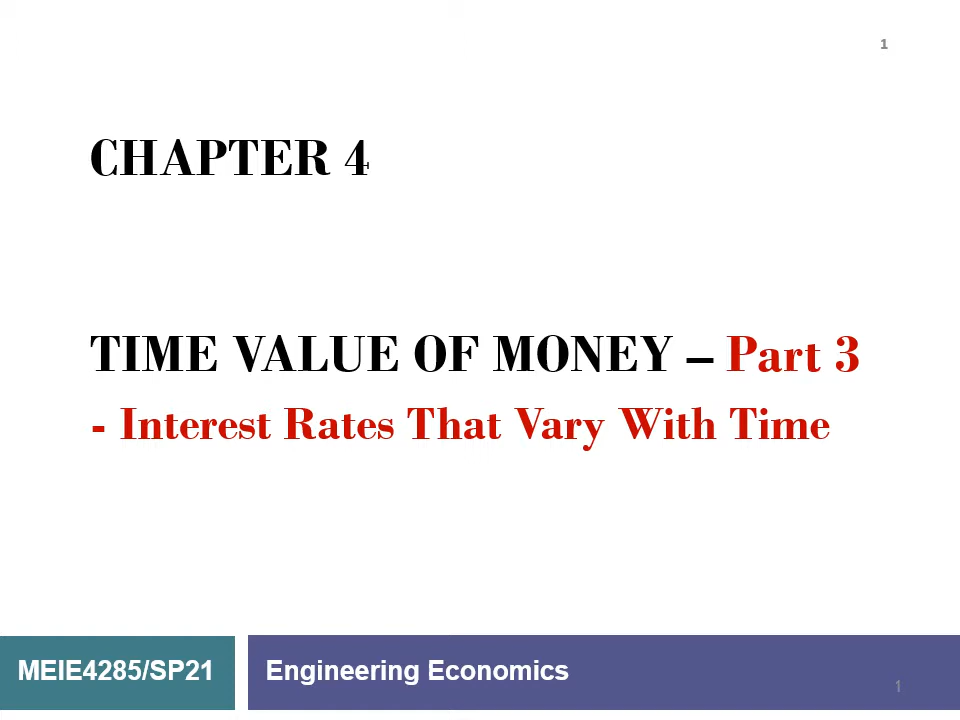 1
CHAPTER 4
TIME VALUE OF MONEY – Part 3
- Interest Rates That Vary With Time
MEIE4285/SP21
Engineering Economics
1